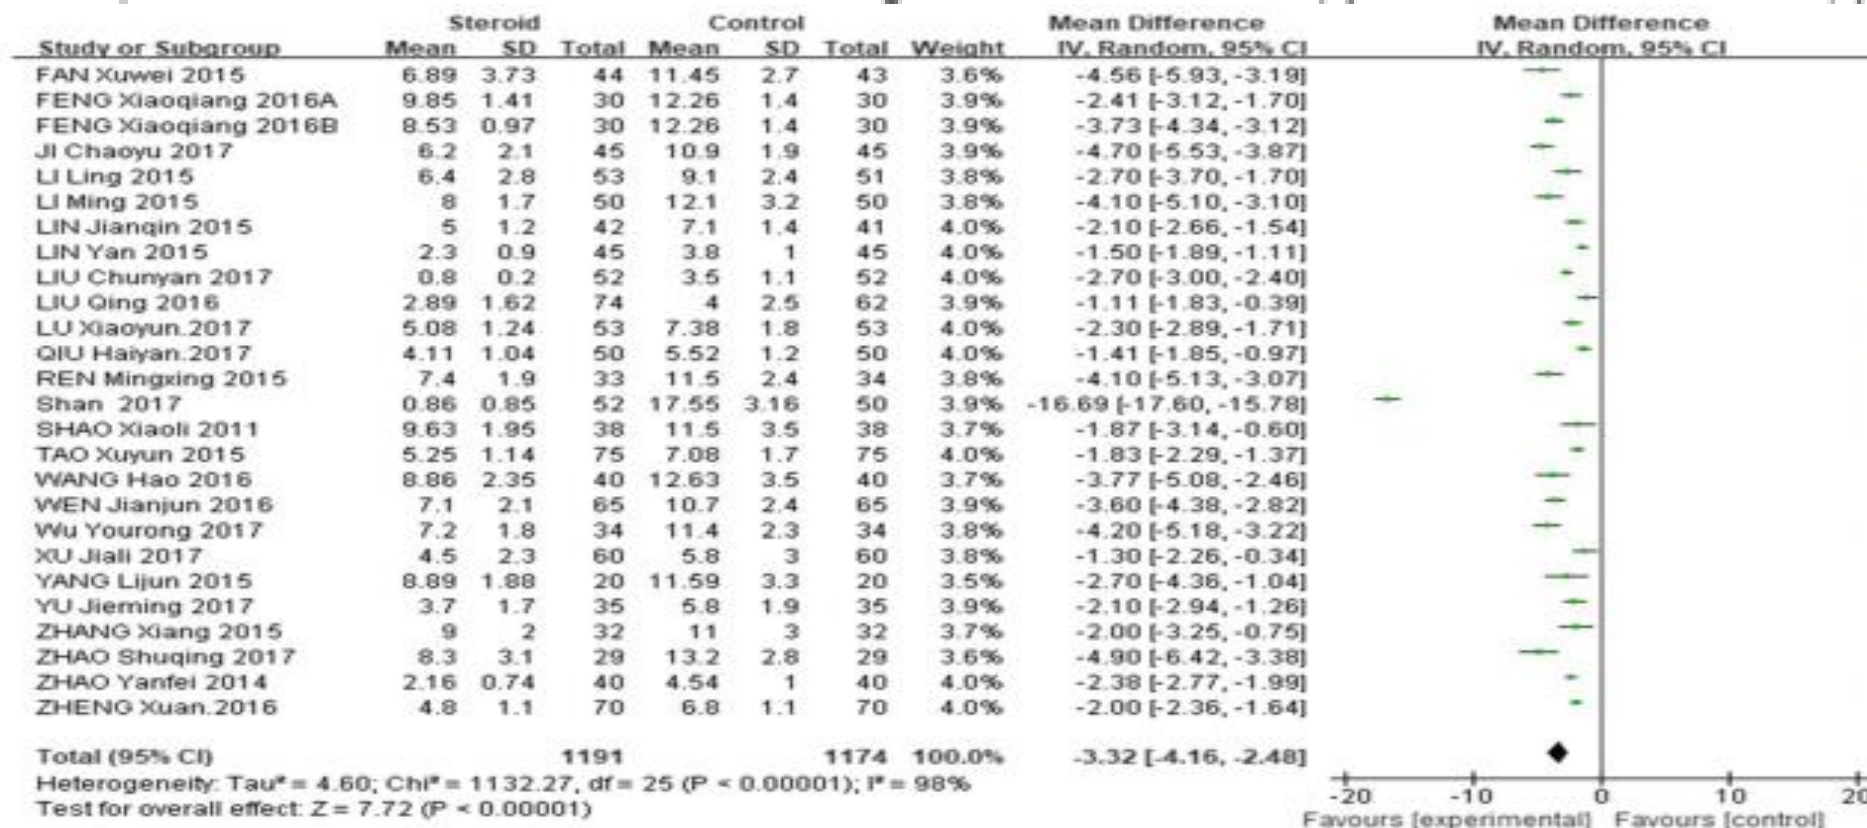 Steroid Control Mean Difference Mean Difference
Study or Subgroup Mean SD Total Mean SD Total Weight IV, Random, 95% CI IV, Random, 95% CI
FAN Xuwei 2015 6.89 3.73 44 11.45 2.7 43 3.6% -4.56 [-5.93, -3.19]
FENG Xiaoqiang 2016A 9.85 1.41 30 12.26 1.4 30 3.9% -2.41 [-3.12, -1.70]
FENG Xiaoqiang 2016B 8.53 0.97 30 12.26 1.4 30 3.9% -3.73 [-4.34, -3.12]
JI Chaoyu 2017 6.2 2.1 45 10.9 1.9 45 3.9% -4.70 [-5.53, -3.87]
LI Ling 2015 6.4 2.8 53 9.1 2.4 51 3.8% -2.70 [-3.70, -1.70]
LI Ming 2015 8 1.7 50 12.1 3.2 50 3.8% -4.10 [-5.10, -3.10]
LIN Jianqin 2015 5 1.2 42 7.1 1.4 41 4.0% -2.10 [-2.66, -1.54]
LIN Yan 2015 2.3 0.9 45 3.8 1 45 4.0% -1.50 [-1.89, -1.11]
LIU Chunyan 2017 0.8 0.2 52 3.5 1.1 52 4.0% -2.70 [-3.00, -2.40]
LIU Qing 2016 2.89 1.62 74 4 2.5 62 3.9% -1.11 [-1.83, -0.39]
LU Xiaoyun.2017 5.08 1.24 53 7.38 1.8 53 4.0% -2.30 [-2.89, -1.71]
QIU Haiyan.2017 4.11 1.04 50 5.52 1.2 50 4.0% -1.41 [-1.85, -0.97]
REN Mingxing 2015 7.4 1.9 33 11.5 2.4 34 3.8% -4.10 [-5.13, -3.07]
Shan 2017 0.86 0.85 52 17.55 3.16 50 3.9% -16.69 [-17.60, -15.78]
SHAO Xiaoli 2011 9.63 1.95 38 11.5 3.5 38 3.7% -1.87 [-3.14, -0.60]
TAO Xuyun 2015 5.25 1.14 75 7.08 1.7 75 4.0% -1.83 [-2.29, -1.37]
WANG Hao 2016 8.86 2.35 40 12.63 3.5 40 3.7% -3.77 [-5.08, -2.46]
WEN Jianjun 2016 7.1 2.1 65 10.7 2.4 65 3.9% -3.60 [-4.38, -2.82]
Wu Yourong 2017 7.2 1.8 34 11.4 2.3 34 3.8% -4.20 [-5.18, -3.22]
XU Jiali 2017 4.5 2.3 60 5.8 3 60 3.8% -1.30 [-2.26, -0.34]
YANG Lijun 2015 8.89 1.88 20 11.59 3.3 20 3.5% -2.70 [-4.36, -1.04]
YU Jieming 2017 3.7 1.7 35 5.8 1.9 35 3.9% -2.10 [-2.94, -1.26]
ZHANG Xiang 2015 9 2 32 11 3 32 3.7% -2.00 [-3.25, -0.75]
ZHAO Shuqing 2017 8.3 3.1 29 13.2 2.8 29 3.6% -4.90 [-6.42, -3.38]
ZHAO Yanfei 2014 2.16 0.74 40 4.54 1 40 4.0% -2.38 [-2.77, -1.99]
ZHENG Xuan.2016 4.8 1.1 70 6.8 1.1 70 4.0% -2.00 [-2.36, -1.64]
Total (95% CI) 1191 1174 100.0% -3.32 [-4.16, -2.48]
Heterogeneity: Tau² = 4.60; Chi² = 1132.27, df = 25 (P < 0.00001); I² = 98%
Test for overall effect: Z = 7.72 (P < 0.00001)
-20 -10 0 10 20
Favours [experimental] Favours [control]